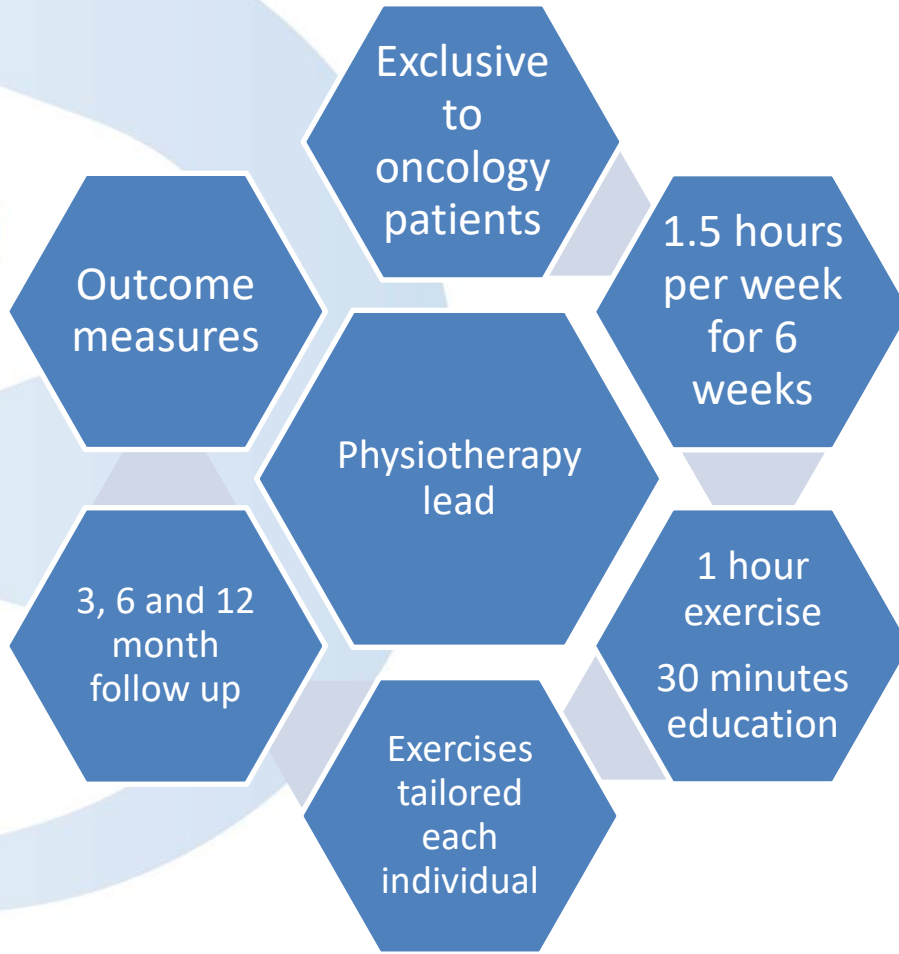 Exclusive
to
oncology
patients
1.5 hours
per week
for 6
weeks
1 hour
exercise
30 minutes
education
Exercises
tailored
each
individual
3, 6 and 12
month
follow up
Outcome
measures
Physiotherapy
lead